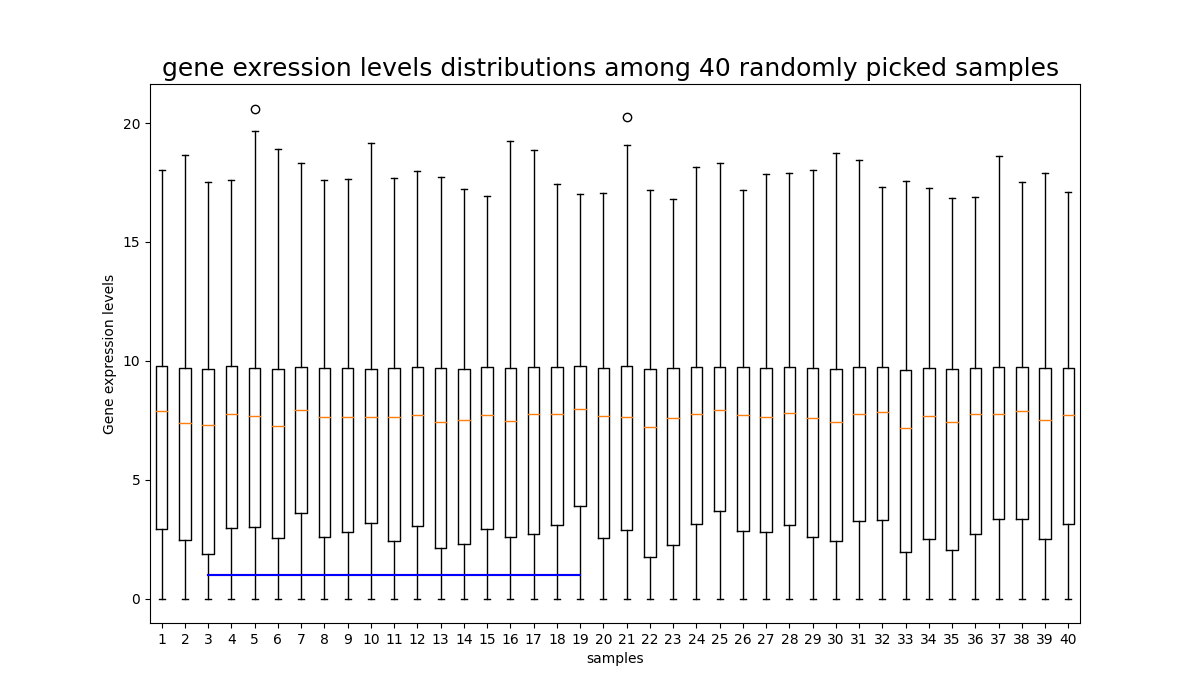 gene exression levels distributions among 40 randomly picked samples
20
15
10
5
0
Gene expression levels
1 2 3 4 5 6 7 8 9 10 11 12 13 14 15 16 17 18 19 20 21 22 23 24 25 26 27 28 29 30 31 32 33 34 35 36 37 38 39 40
samples